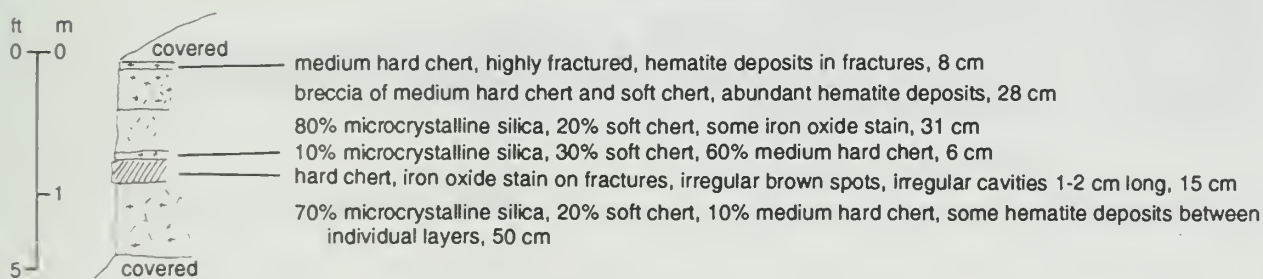 ft m
0 0
covered
medium hard chert, highly fractured, hematite deposits in fractures, 8 cm
breccia of medium hard chert and soft chert, abundant hematite deposits, 28 cm
80% microcrystalline silica, 20% soft chert, some iron oxide stain, 31 cm
10% microcrystalline silica, 30% soft chert, 60% medium hard chert, 6 cm
hard chert, iron oxide stain on fractures, irregular brown spots, irregular cavities 1-2 cm long, 15 cm
1
70% microcrystalline silica, 20% soft chert, 10% medium hard chert, some hematite deposits between
individual layers, 50 cm
5
covered